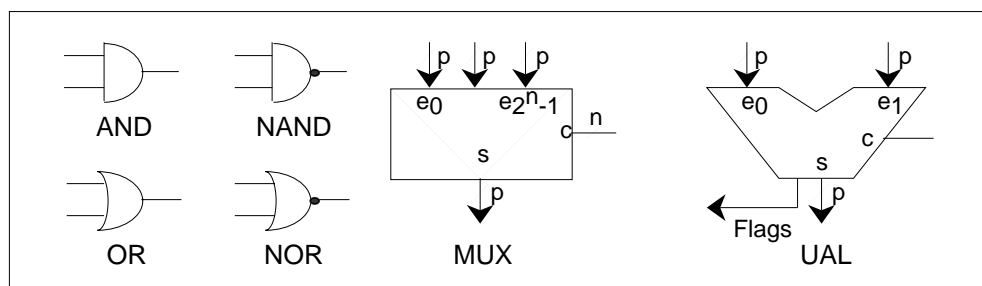 AND
NAND
OR
NOR
p p p
e0 e2n-1
c n
s
p
MUX
p p
e0 e1
c
s
p
Flags
UAL